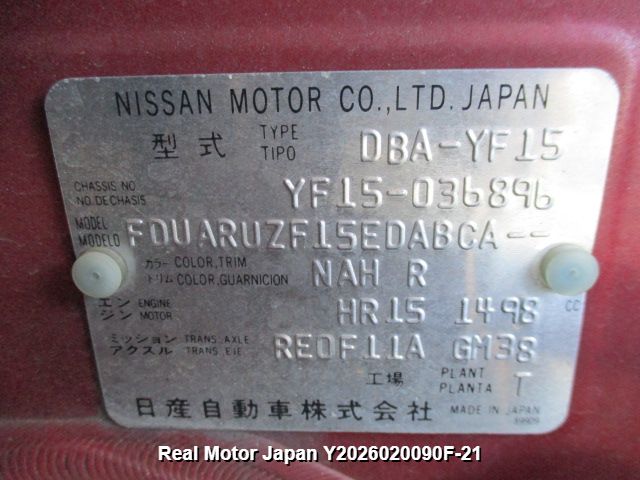 NISSAN MOTOR CO.,LTD. JAPAN
型式 TYPE TIPO DBA-YF15
CHASSIS NO. NO.DECHASIS YF15-036896
MODEL MODELO FDUARUZF15EDABCA--
カラー COLOR,TRIM トリム COLOR,GUARNICION NAH R
エンジン ENGINE MOTOR HR15 1498 CC
ミッション アクスル TRANS.AXLE TRANS.EJE RE0F11A GM38
工場 PLANT PLANTA T
日産自動車株式会社 MADE IN JAPAN
Real Motor Japan Y2026020090F-21